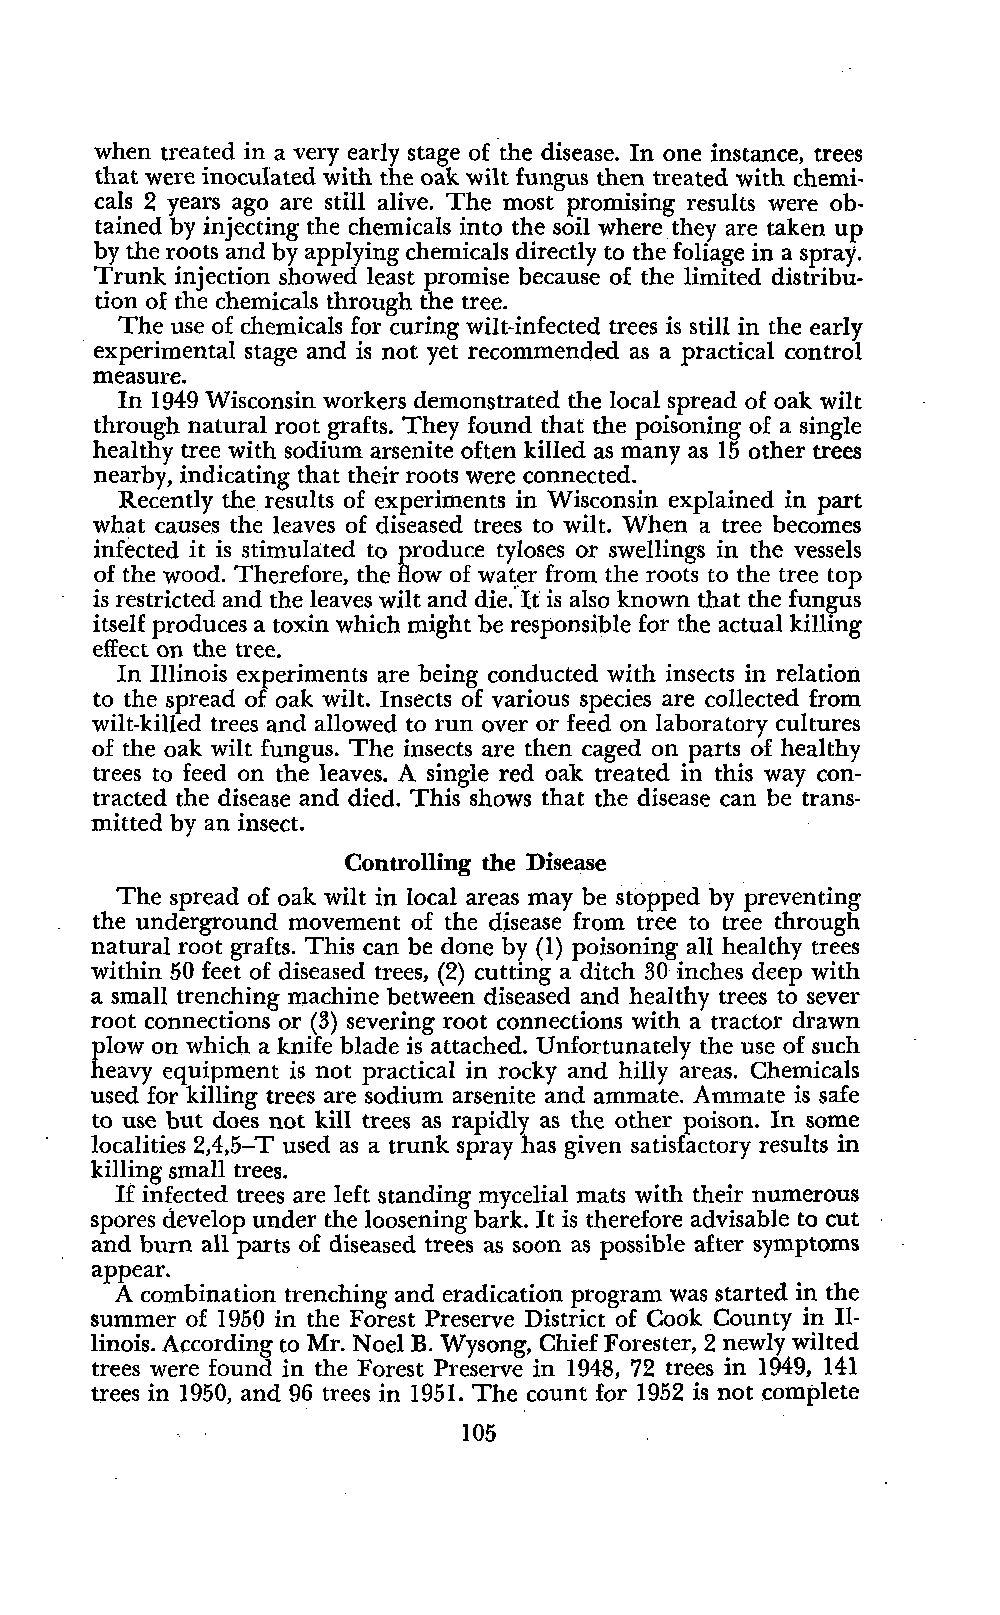 when treated in a very early stage of the disease. In one instance, trees
that were inoculated with the oak wilt fungus then treated with chemi-
cals 2 years ago are still alive. The most promising results were ob-
tained by injecting the chemicals into the soil where they are taken up
by the roots and by applying chemicals directly to the foliage in a spray.
Trunk injection showed least promise because of the limited distribu-
tion of the chemicals through the tree.
The use of chemicals for curing wilt-infected trees is still in the early
experimental stage and is not yet recommended as a practical control
measure.
In 1949 Wisconsin workers demonstrated the local spread of oak wilt
through natural root grafts. They found that the poisoning of a single
healthy tree with sodium arsenite often killed as many as 15 other trees
nearby, indicating that their roots were connected.
Recently the results of experiments in Wisconsin explained in part
what causes the leaves of diseased trees to wilt. When a tree becomes
infected it is stimulated to produce tyloses or swellings in the vessels
of the wood. Therefore, the flow of water from the roots to the tree top
is restricted and the leaves wilt and die. It is also known that the fungus
itself produces a toxin which might be responsible for the actual killing
effect on the tree.
In Illinois experiments are being conducted with insects in relation
to the spread of oak wilt. Insects of various species are collected from
wilt-killed trees and allowed to run over or feed on laboratory cultures
of the oak wilt fungus. The insects are then caged on parts of healthy
trees to feed on the leaves. A single red oak treated in this way con-
tracted the disease and died. This shows that the disease can be trans-
mitted by an insect.
Controlling the Disease
The spread of oak wilt in local areas may be stopped by preventing
the underground movement of the disease from tree to tree through
natural root grafts. This can be done by (1) poisoning all healthy trees
within 50 feet of diseased trees, (2) cutting a ditch 30 inches deep with
a small trenching machine between diseased and healthy trees to sever
root connections or (3) severing root connections with a tractor drawn
plow on which a knife blade is attached. Unfortunately the use of such
heavy equipment is not practical in rocky and hilly areas. Chemicals
used for killing trees are sodium arsenite and ammate. Ammate is safe
to use but does not kill trees as rapidly as the other poison. In some
localities 2,4,5–T used as a trunk spray has given satisfactory results in
killing small trees.
If infected trees are left standing mycelial mats with their numerous
spores develop under the loosening bark. It is therefore advisable to cut
and burn all parts of diseased trees as soon as possible after symptoms
appear.
A combination trenching and eradication program was started in the
summer of 1950 in the Forest Preserve District of Cook County in Il-
linois. According to Mr. Noel B. Wysong, Chief Forester, 2 newly wilted
trees were found in the Forest Preserve in 1948, 72 trees in 1949, 141
trees in 1950, and 96 trees in 1951. The count for 1952 is not complete
105